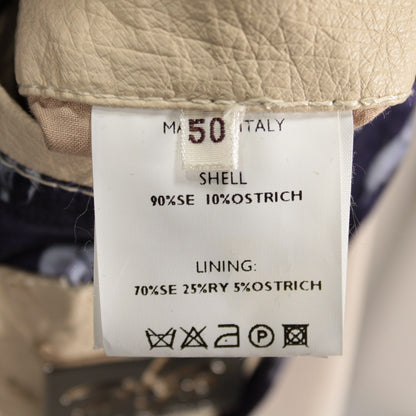 MA 50 ITALY
SHELL
90%SE 10%OSTRICH
LINING:
70%SE 25%RY 5%OSTRICH
P